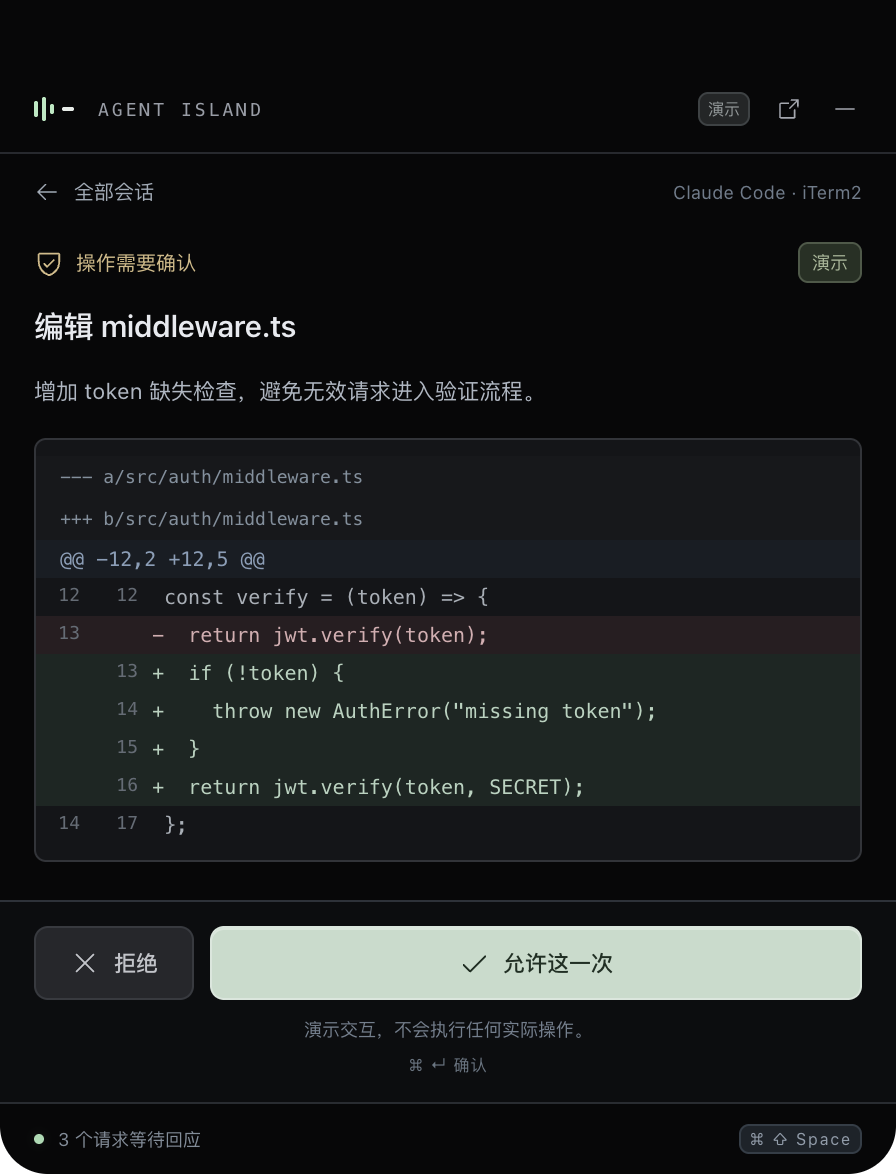 AGENT ISLAND 演示
全部会话 Claude Code · iTerm2
操作需要确认 演示
编辑 middleware.ts
增加 token 缺失检查，避免无效请求进入验证流程。
--- a/src/auth/middleware.ts
+++ b/src/auth/middleware.ts
@@ -12,2 +12,5 @@
12 12 const verify = (token) => {
13 - return jwt.verify(token);
13 + if (!token) {
14 + throw new AuthError("missing token");
15 + }
16 + return jwt.verify(token, SECRET);
14 17 };
拒绝 允许这一次
演示交互，不会执行任何实际操作。
⌘ ↵ 确认
3 个请求等待回应 ⌘ ⇧ Space